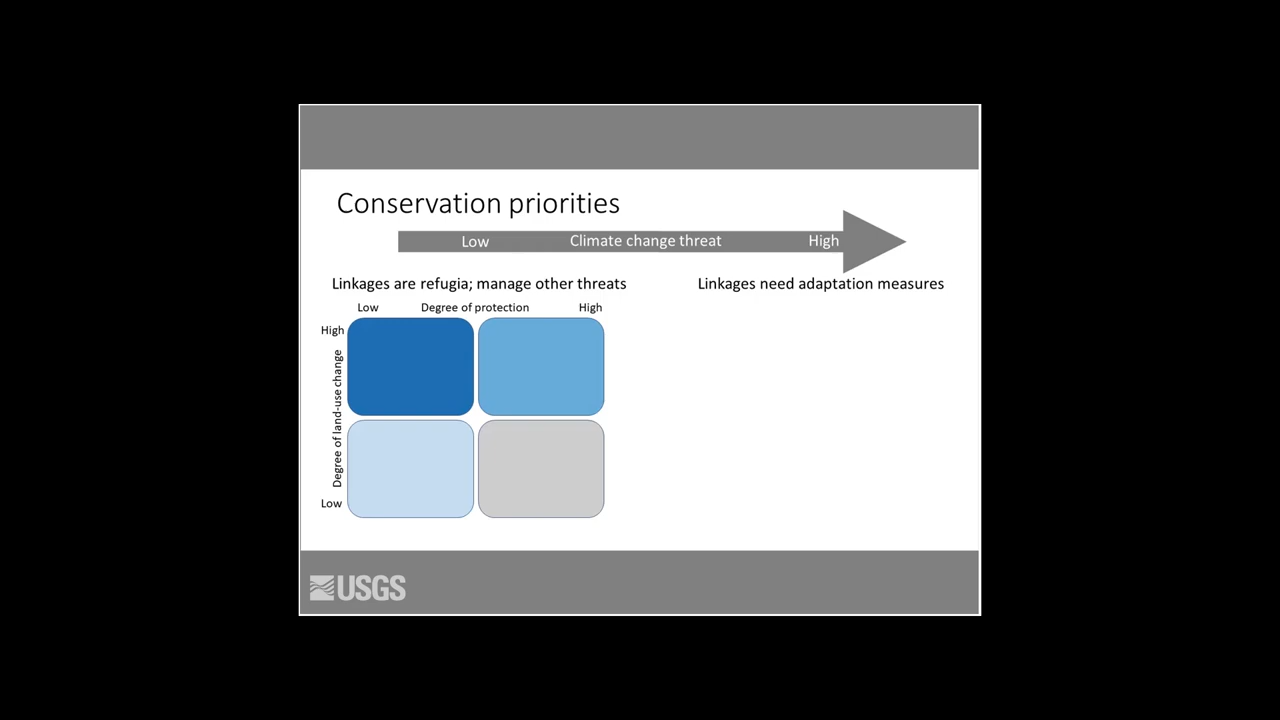 Conservation priorities
Low Climate change threat High
Linkages are refugia; manage other threats
Linkages need adaptation measures
Low Degree of protection High
High
Degree of land-use change
Low
USGS